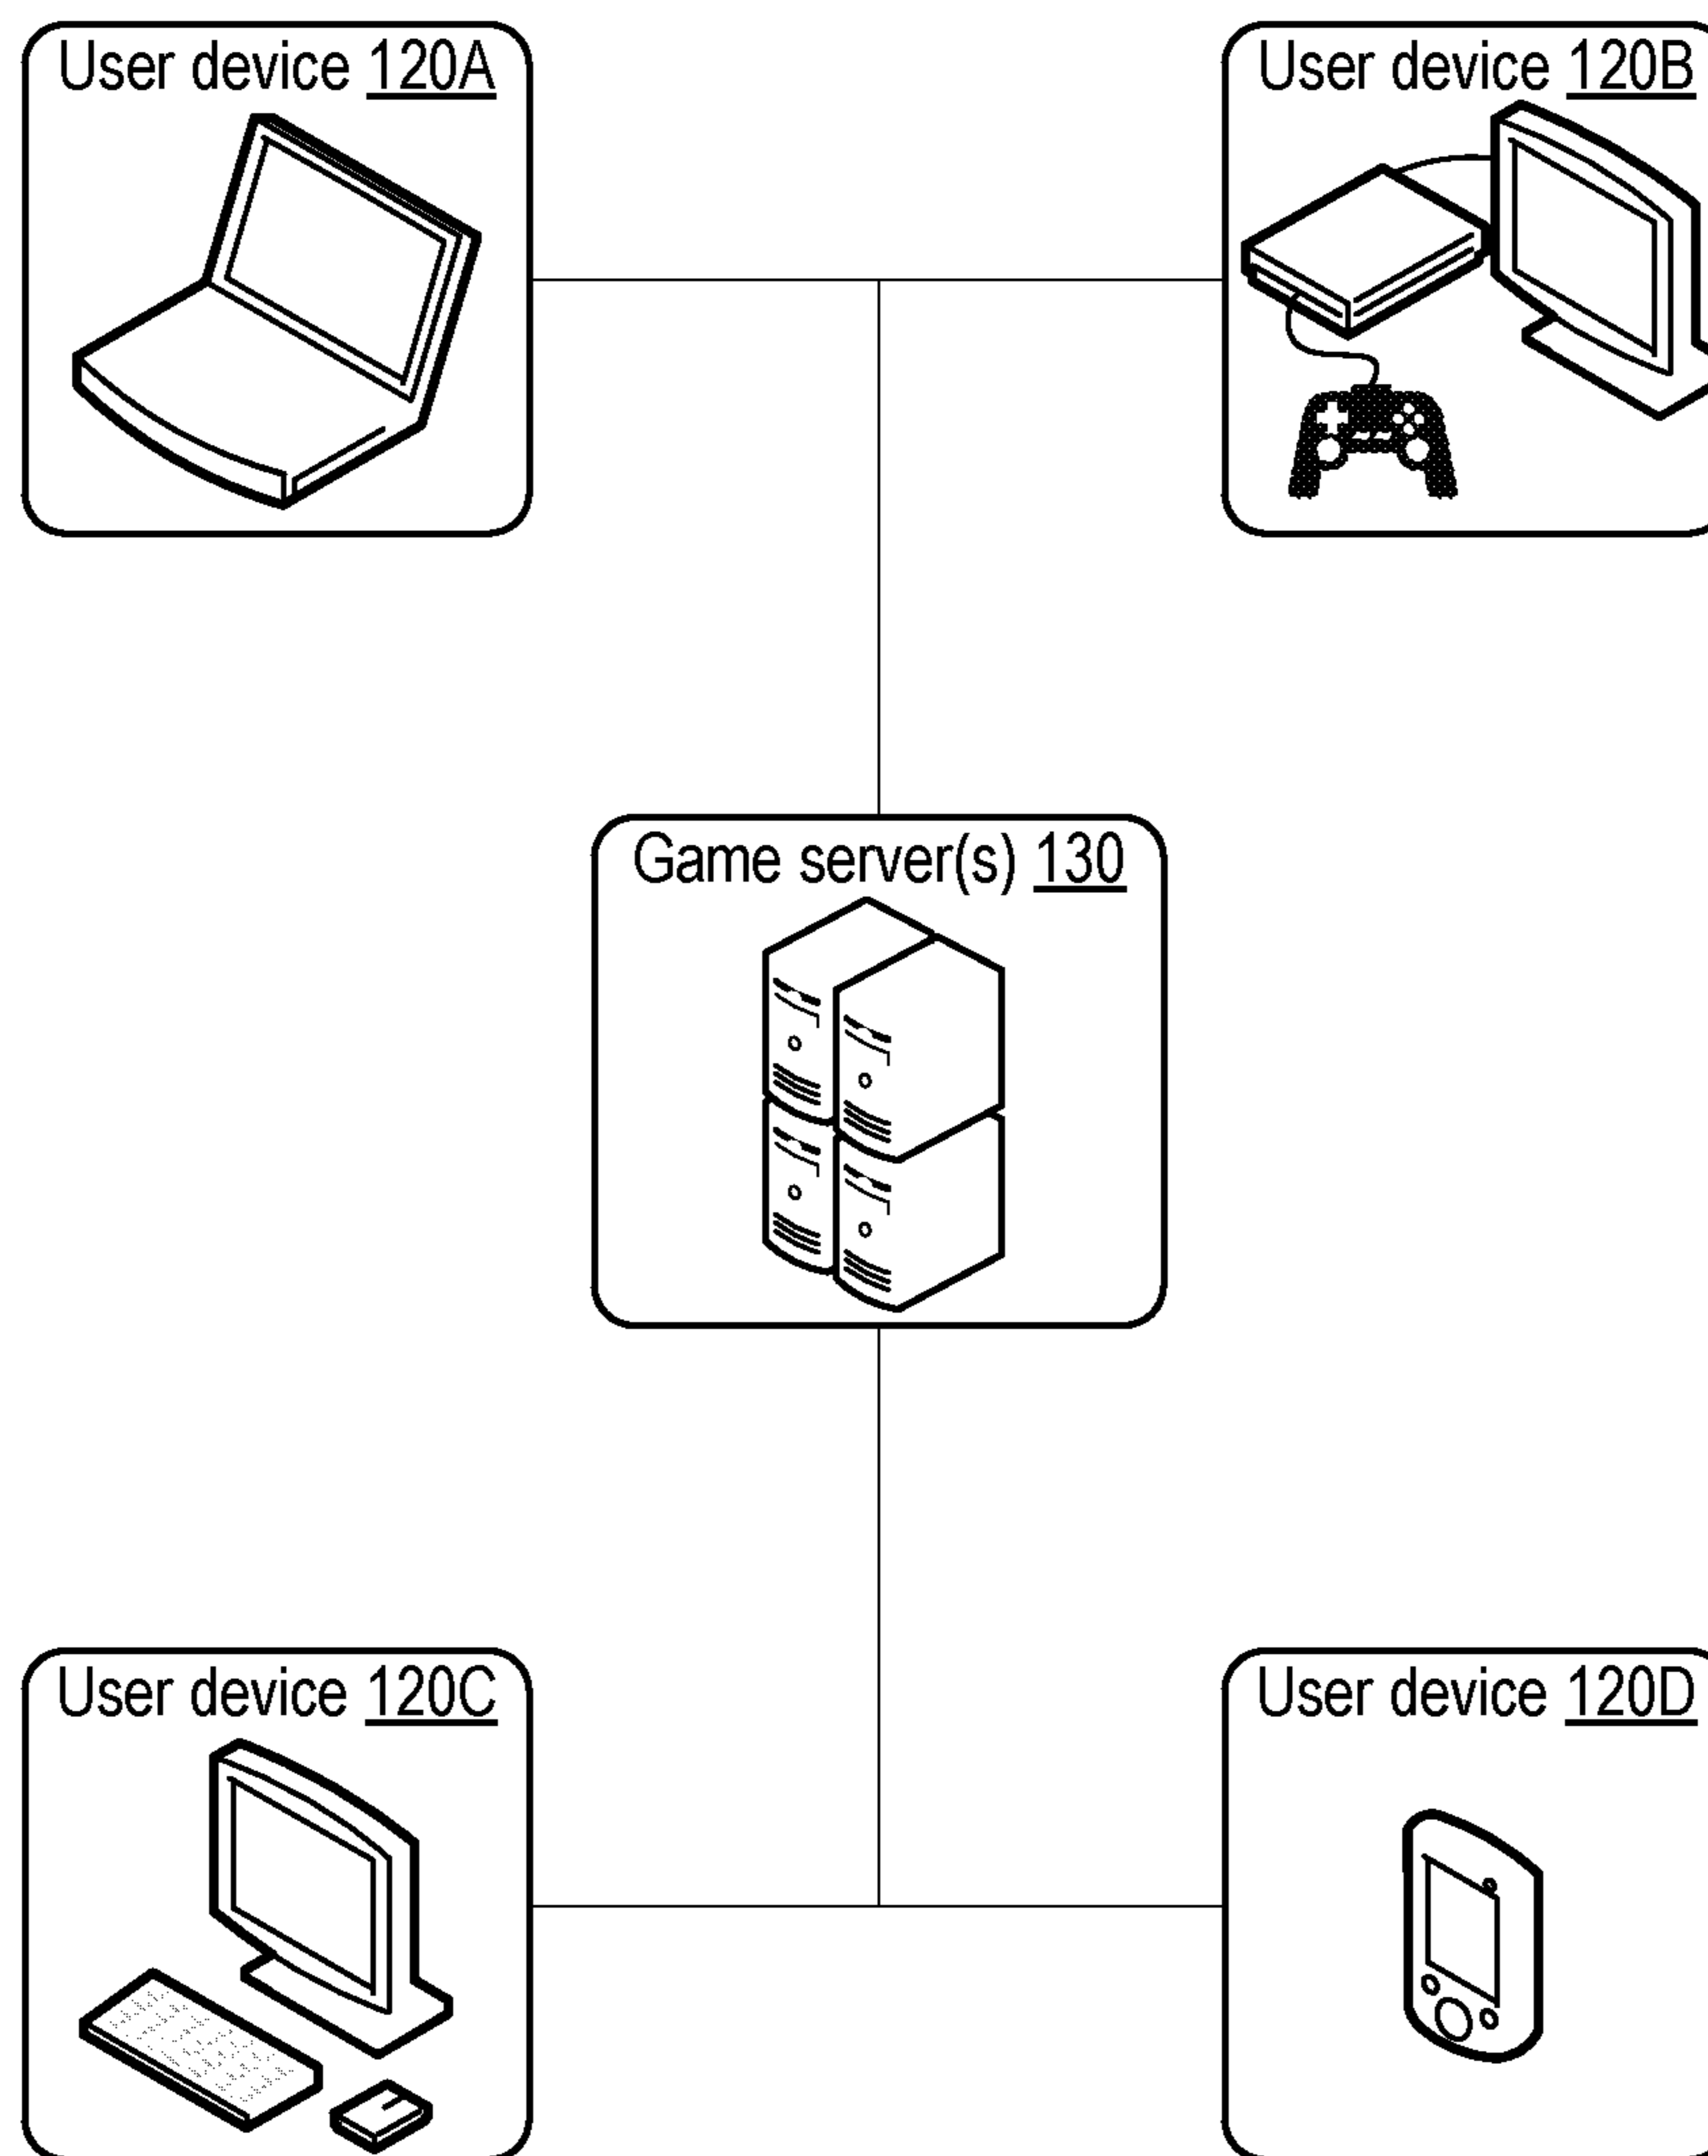 User device 120A
User device 120B
Game server(s) 130
User device 120C
User device 120D